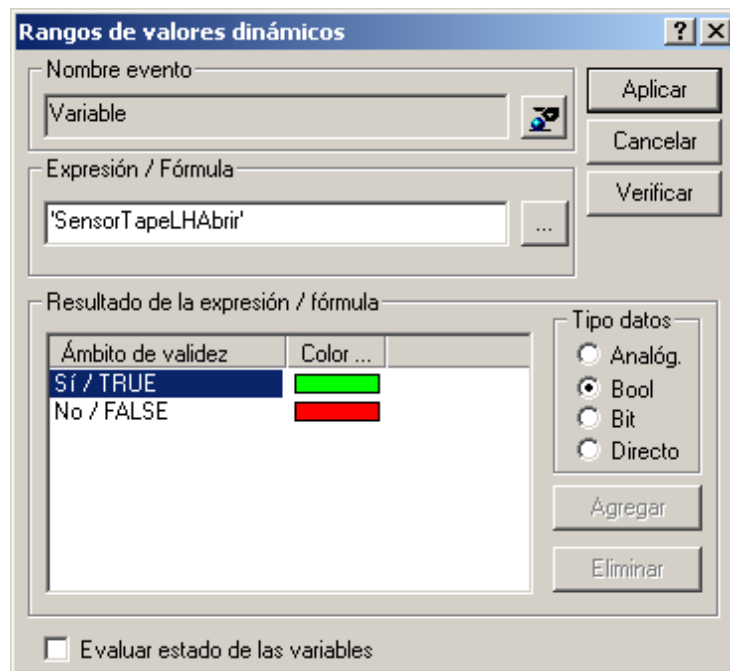 Rangos de valores dinámicos
Nombre evento
Variable
Aplicar
Cancelar
Verificar
Expresión / Fórmula
'SensorTapeLHAbrir'
...
Resultado de la expresión / fórmula
Ámbito de validez Color ...
Sí / TRUE
No / FALSE
Tipo datos
Analóg.
Bool
Bit
Directo
Agregar
Eliminar
Evaluar estado de las variables